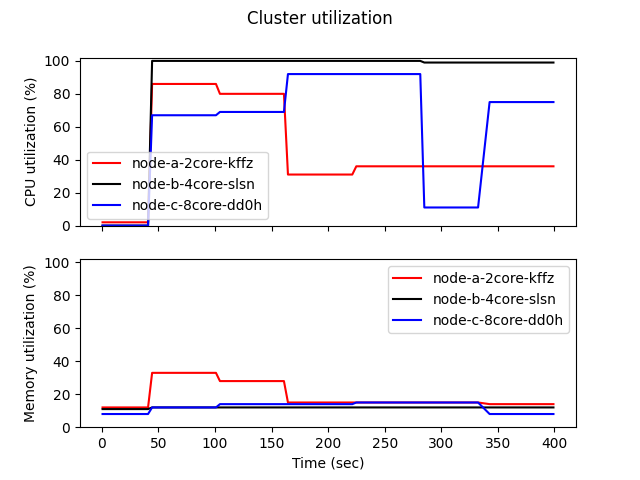 Cluster utilization
CPU utilization (%)
100
80
60
40
20
0
node-a-2core-kffz
node-b-4core-slsn
node-c-8core-dd0h
Memory utilization (%)
100
80
60
40
20
0
node-a-2core-kffz
node-b-4core-slsn
node-c-8core-dd0h
0 50 100 150 200 250 300 350 400
Time (sec)